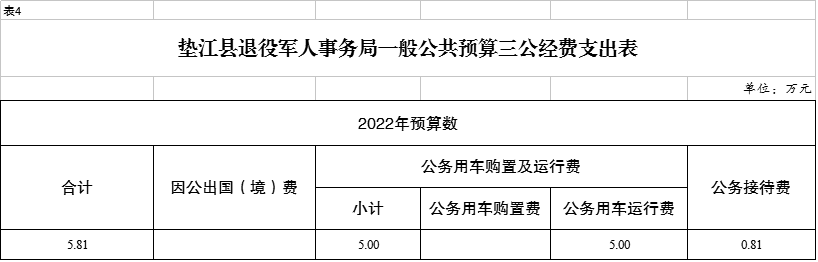 表4
垫江县退役军人事务局一般公共预算三公经费支出表
单位：万元
2022年预算数
合计 因公出国（境）费 公务用车购置及运行费 公务接待费
小计 公务用车购置费 公务用车运行费
5.81 5.00 5.00 0.81